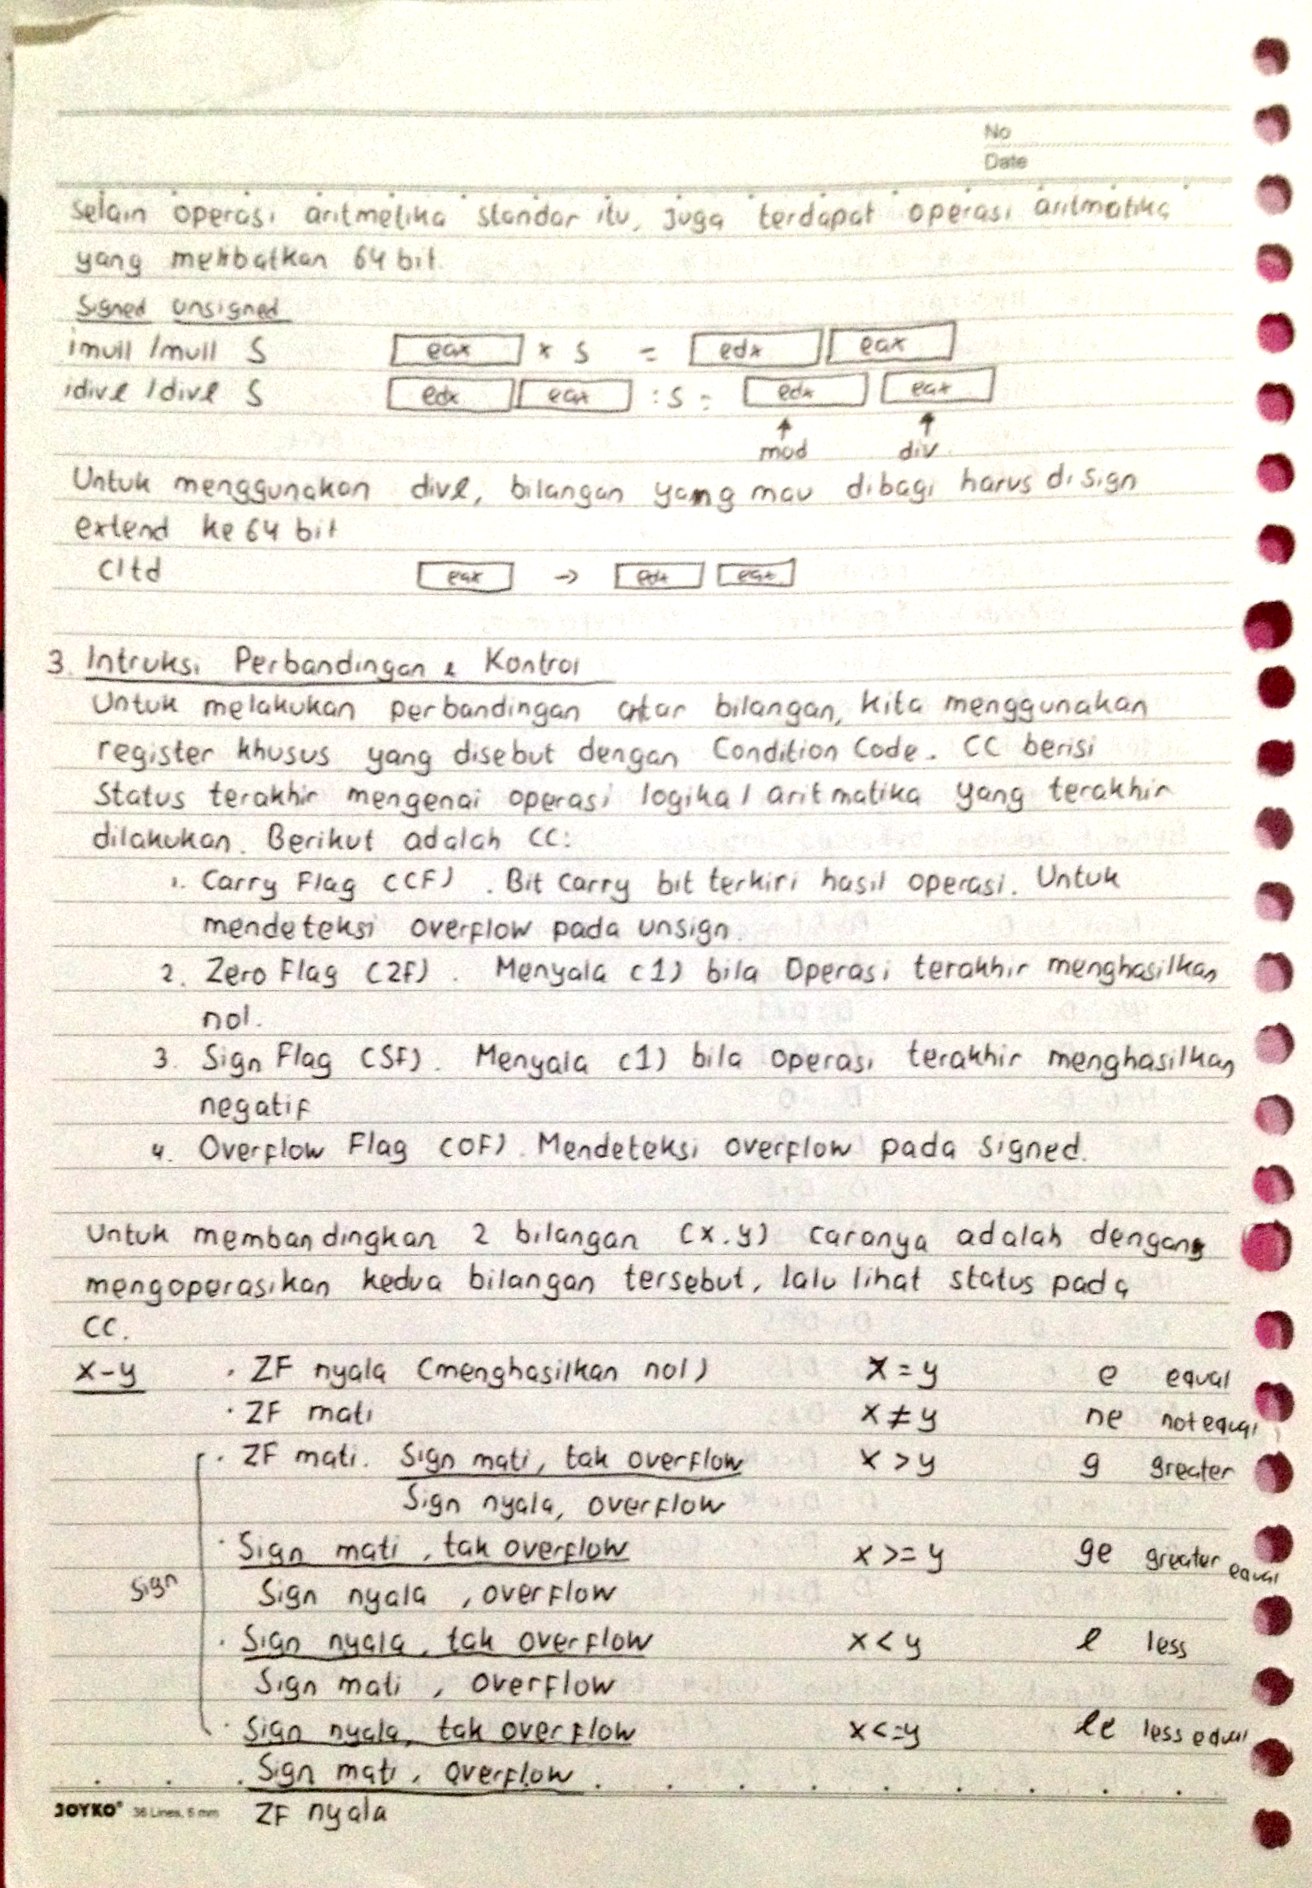 No
Date
Selain operasi aritmetika standar itu, juga terdapat operasi aritmatika
yang melibatkan 64 bit.
Signed unsigned
imull / mull S eax * S = edx eax
idivl / divl S edx eax : S = edx eax
mod div
Untuk menggunakan divl, bilangan yang mau dibagi harus di sign
extend ke 64 bit
cltd eax → edx eax
3. Intruksi Perbandingan & Kontrol
Untuk melakukan perbandingan atar bilangan, kita menggunakan
register khusus yang disebut dengan Condition Code. CC berisi
Status terakhir mengenai operasi logika / aritmatika yang terakhir
dilakukan. Berikut adalah CC:
1. Carry Flag (CF). Bit carry bit terkiri hasil operasi. Untuk
mendeteksi overflow pada unsign.
2. Zero Flag (ZF). Menyala (1) bila Operasi terakhir menghasilkan
nol.
3. Sign Flag (SF). Menyala (1) bila operasi terakhir menghasilkan
negatif
4. Overflow Flag (OF). Mendeteksi overflow pada signed.
Untuk membandingkan 2 bilangan (x.y) caranya adalah dengan
mengoperasikan kedua bilangan tersebut, lalu lihat status pada
CC.
x-y · ZF nyala (menghasilkan nol) x = y e equal
· ZF mati x ≠ y ne not equal
· ZF mati. Sign mati, tak overflow x > y g greater
Sign nyala, overflow
· Sign mati, tak overflow x >= y ge greater equal
Sign Sign nyala, overflow
· Sign nyala, tak overflow x < y l less
Sign mati, overflow
· Sign nyala, tak overflow x <= y le less equal
Sign mati, overflow
JOYKO 36 Lines, 6 mm ZF nyala